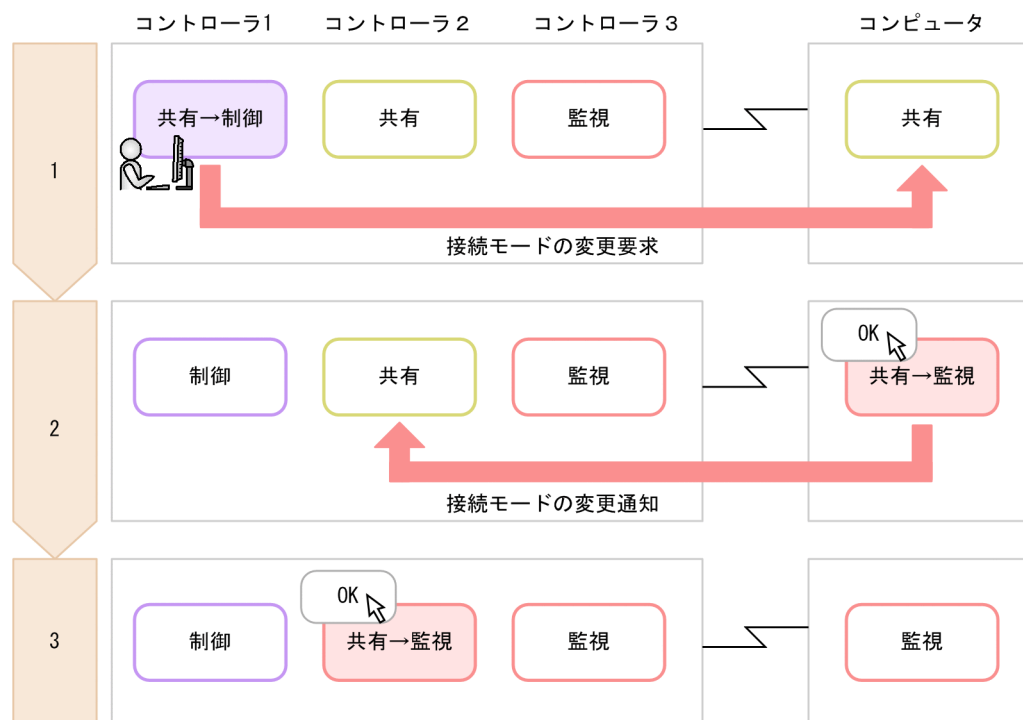 コントローラ1 コントローラ2 コントローラ3 コンピュータ
1
共有→制御 共有 監視 共有
接続モードの変更要求
2
OK
制御 共有 監視 共有→監視
接続モードの変更通知
3
OK
制御 共有→監視 監視 監視